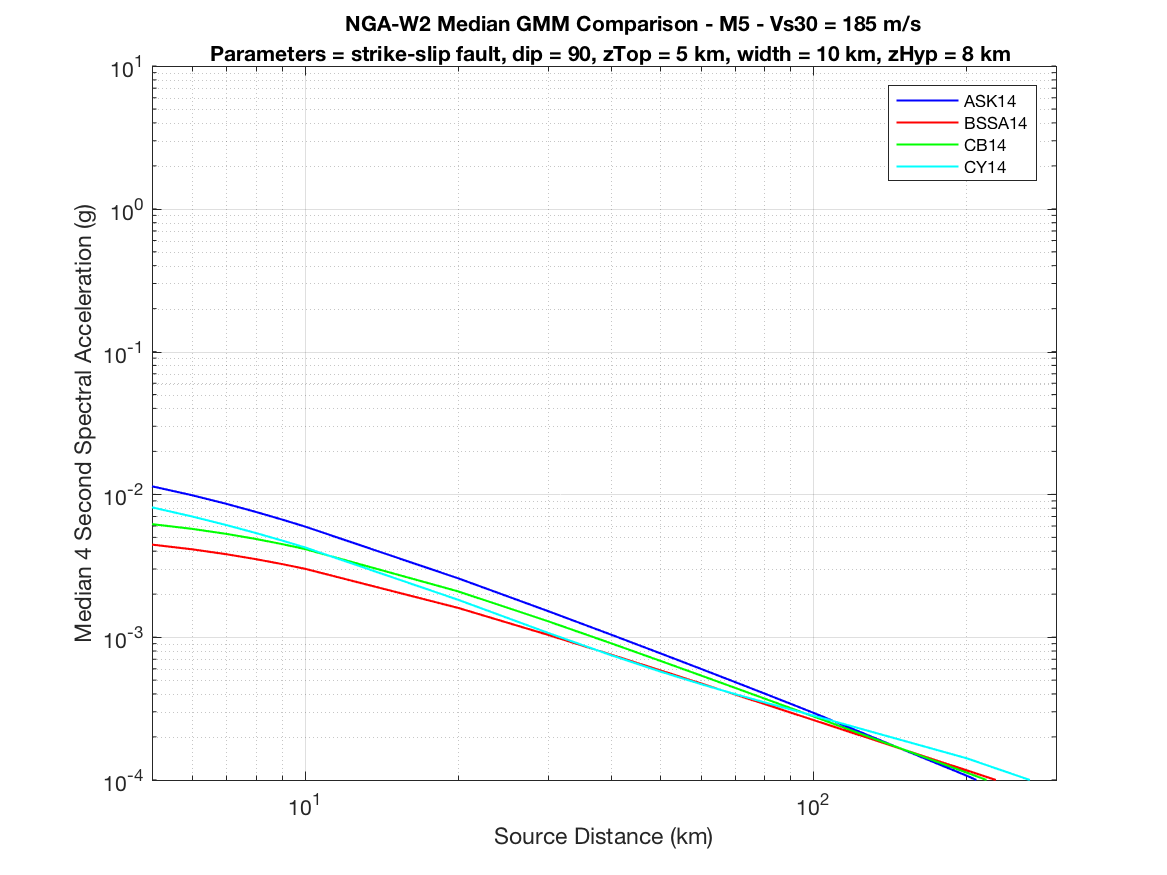 NGA-W2 Median GMM Comparison - M5 - Vs30 = 185 m/s
Parameters = strike-slip fault, dip = 90, zTop = 5 km, width = 10 km, zHyp = 8 km
10^1
10^0
10^-1
10^-2
10^-3
10^-4
Median 4 Second Spectral Acceleration (g)
ASK14
BSSA14
CB14
CY14
10^1
10^2
Source Distance (km)